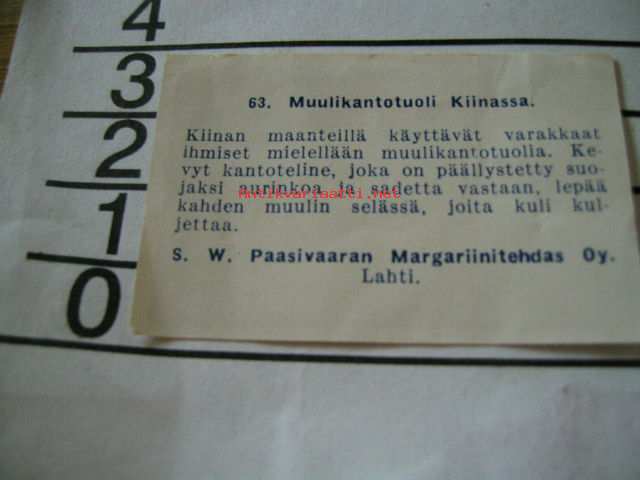 4
3
2
1
0
63. Muulikantotuoli Kiinassa.
Kiinan maanteillä käyttävät varakkaat
ihmiset mielellään muulikantotuolia. Ke-
vyt kantoteline, joka on päällystetty suo-
jaksi aurinkoa ja sadetta vastaan, lepää
kahden muulin selässä, joita kuli kul-
jettaa.
S. W. Paasivaaran Margariinitehdas Oy.
Lahti.